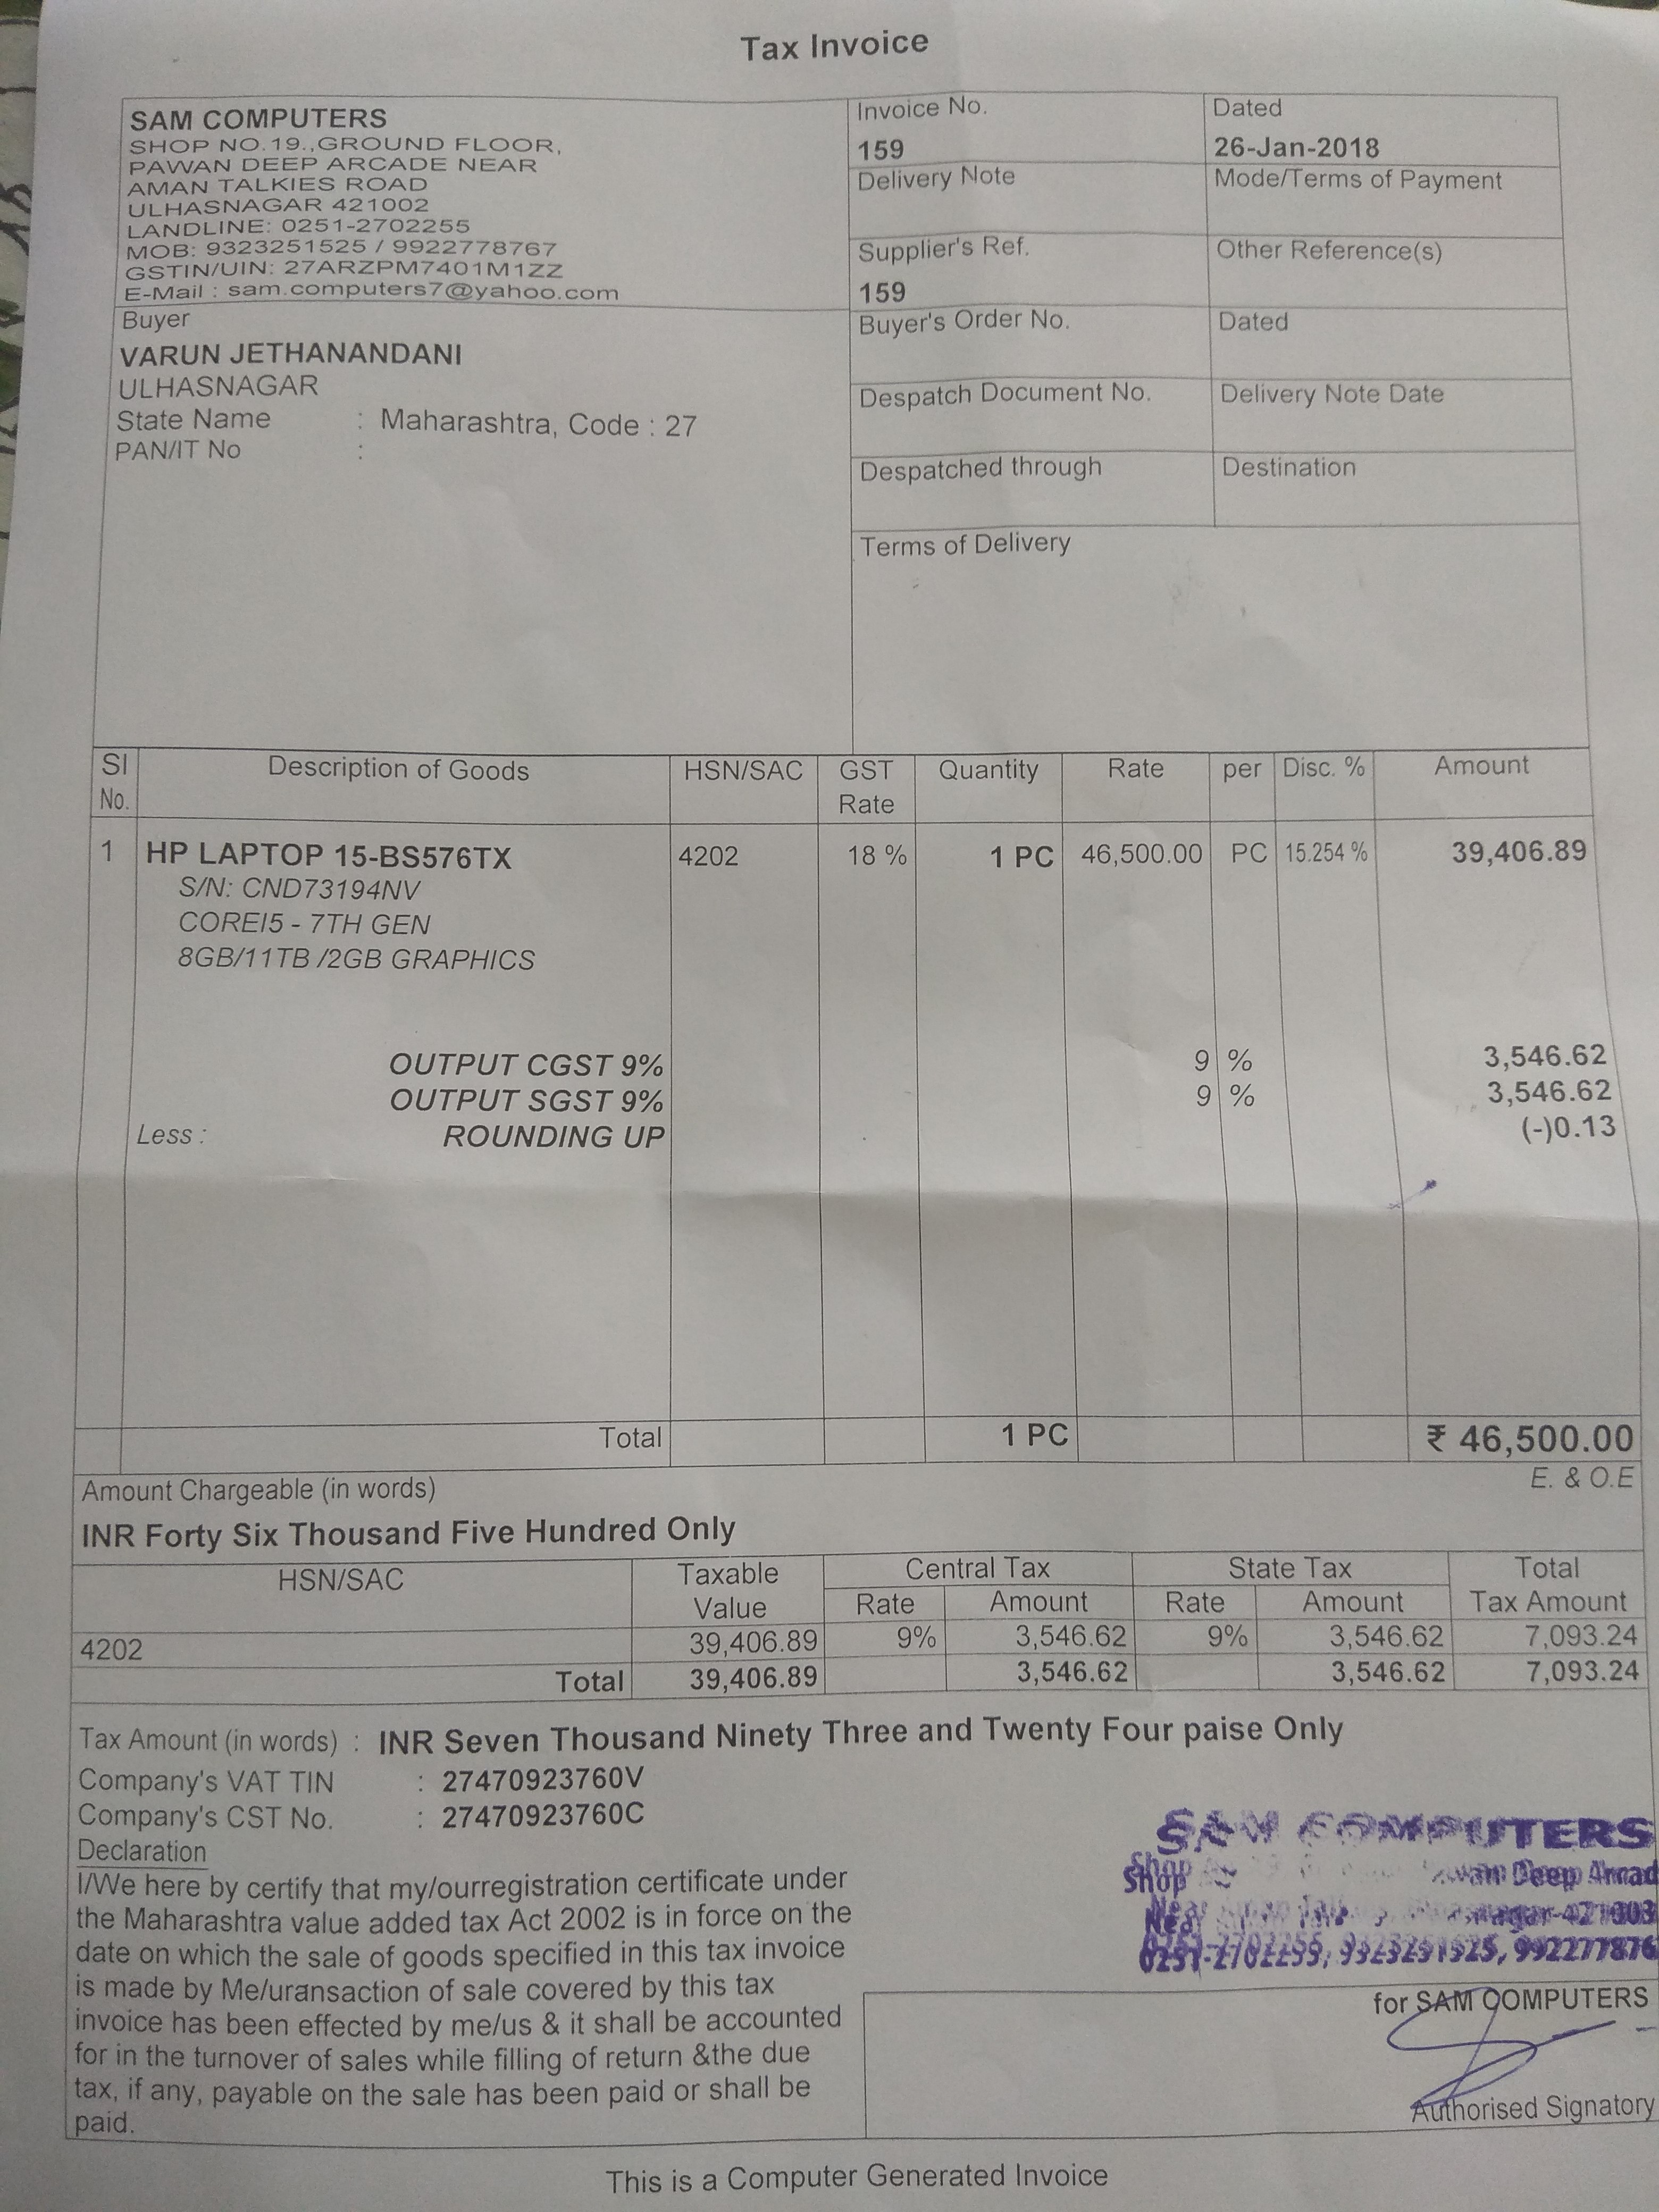 Tax Invoice
SAM COMPUTERS
SHOP NO.19.,GROUND FLOOR,
PAWAN DEEP ARCADE NEAR
AMAN TALKIES ROAD
ULHASNAGAR 421002
LANDLINE: 0251-2702255
MOB: 9323251525 / 9922778767
GSTIN/UIN: 27ARZPM7401M1ZZ
E-Mail : sam.computers7@yahoo.com
Invoice No. Dated
159 26-Jan-2018
Delivery Note Mode/Terms of Payment
Supplier's Ref. Other Reference(s)
159
Buyer's Order No. Dated
Despatch Document No. Delivery Note Date
Despatched through Destination
Terms of Delivery
Buyer
VARUN JETHANANDANI
ULHASNAGAR
State Name : Maharashtra, Code : 27
PAN/IT No :
SI No. Description of Goods HSN/SAC GST Rate Quantity Rate per Disc. % Amount
1 HP LAPTOP 15-BS576TX 4202 18 % 1 PC 46,500.00 PC 15.254 % 39,406.89
S/N: CND73194NV
COREI5 - 7TH GEN
8GB/11TB /2GB GRAPHICS
OUTPUT CGST 9% 9 % 3,546.62
OUTPUT SGST 9% 9 % 3,546.62
Less : ROUNDING UP (-)0.13
Total 1 PC ₹ 46,500.00
Amount Chargeable (in words) E. & O.E
INR Forty Six Thousand Five Hundred Only
HSN/SAC Taxable Value Central Tax State Tax Total Tax Amount
Rate Amount Rate Amount
4202 39,406.89 9% 3,546.62 9% 3,546.62 7,093.24
Total 39,406.89 3,546.62 3,546.62 7,093.24
Tax Amount (in words) : INR Seven Thousand Ninety Three and Twenty Four paise Only
Company's VAT TIN : 27470923760V
Company's CST No. : 27470923760C
Declaration
I/We here by certify that my/ourregistration certificate under
the Maharashtra value added tax Act 2002 is in force on the
date on which the sale of goods specified in this tax invoice
is made by Me/uransaction of sale covered by this tax
invoice has been effected by me/us & it shall be accounted
for in the turnover of sales while filling of return &the due
tax, if any, payable on the sale has been paid or shall be
paid.
SAM COMPUTERS
Shop Deep Arcad
Near
0251-2702255, 9323251525, 992277876
for SAM COMPUTERS
Authorised Signatory
This is a Computer Generated Invoice